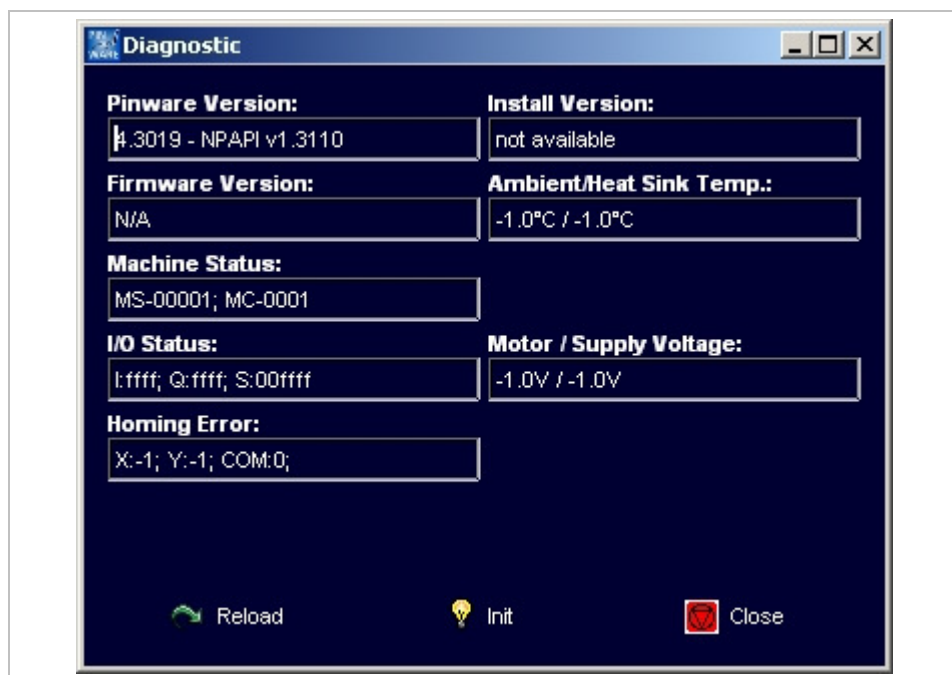 Diagnostic
Pinware Version: Install Version:
4.3019 - NPAPI v1.3110 not available
Firmware Version: Ambient/Heat Sink Temp.:
N/A -1.0°C / -1.0°C
Machine Status:
MS-00001; MC-0001
I/O Status: Motor / Supply Voltage:
I:ffff; Q:ffff; S:00ffff -1.0V / -1.0V
Homing Error:
X:-1; Y:-1; COM:0;
Reload Init Close